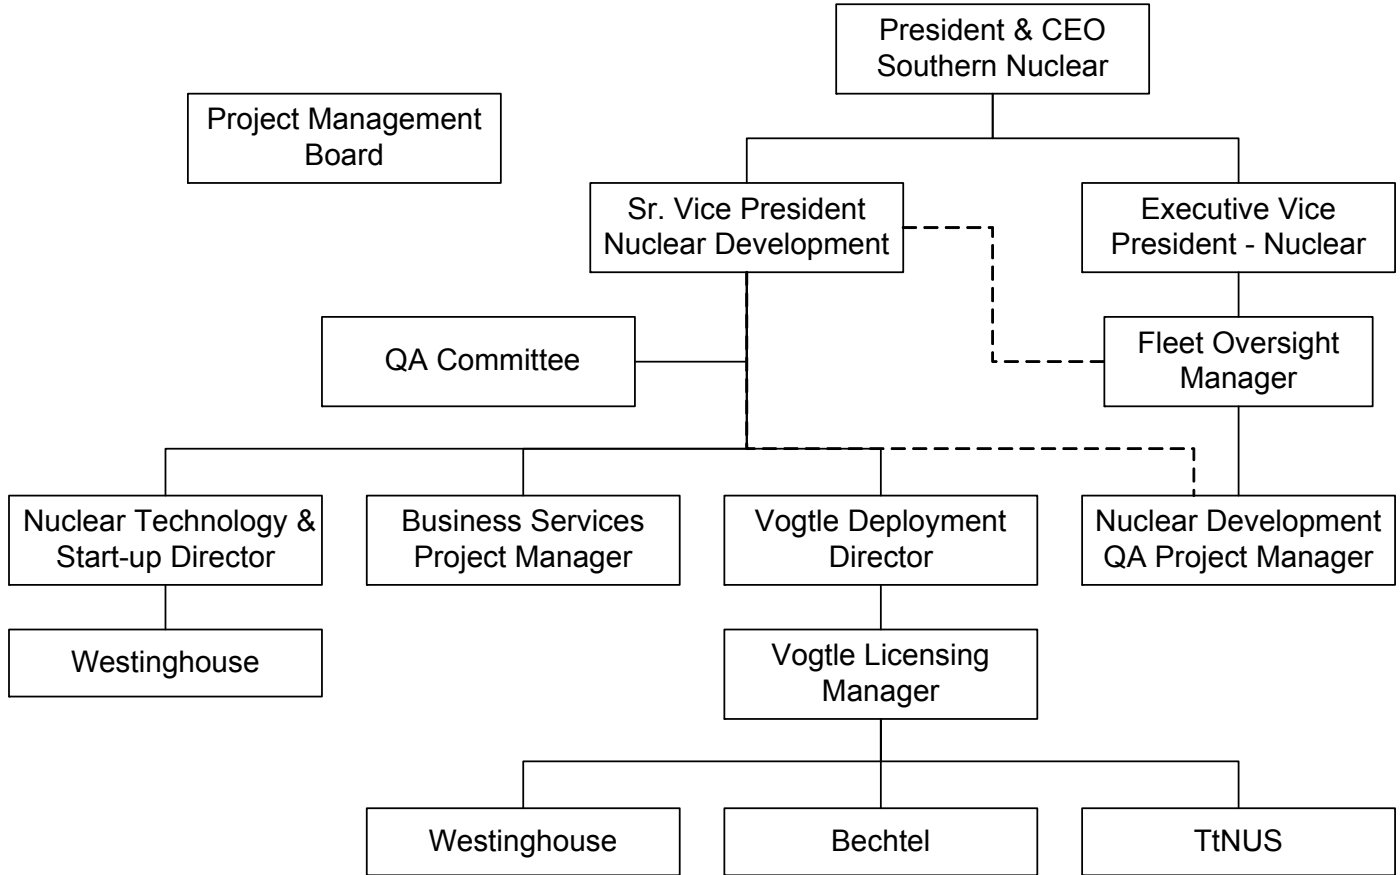 President & CEO
Southern Nuclear
Project Management
Board
Sr. Vice President
Nuclear Development
Executive Vice
President - Nuclear
QA Committee
Fleet Oversight
Manager
Nuclear Technology &
Start-up Director
Business Services
Project Manager
Vogtle Deployment
Director
Nuclear Development
QA Project Manager
Westinghouse
Vogtle Licensing
Manager
Westinghouse
Bechtel
TtNUS